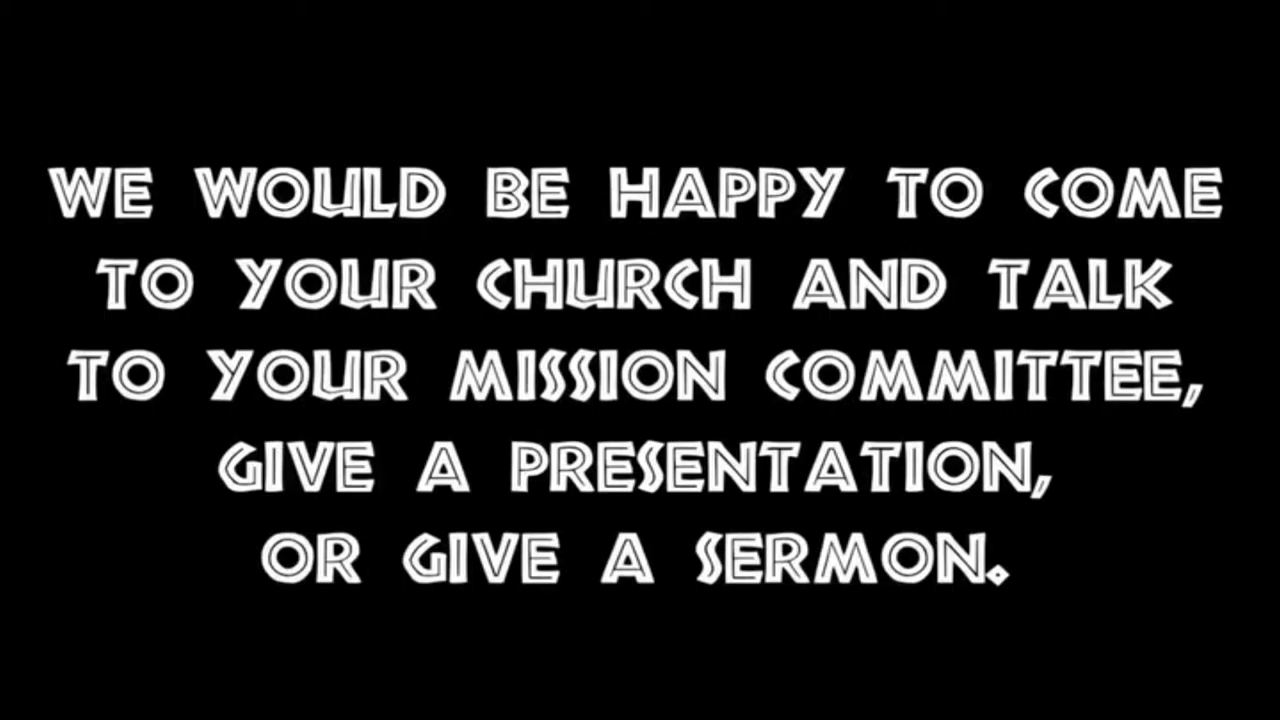 WE WOULD BE HAPPY TO COME
TO YOUR CHURCH AND TALK
TO YOUR MISSION COMMITTEE,
GIVE A PRESENTATION,
OR GIVE A SERMON.